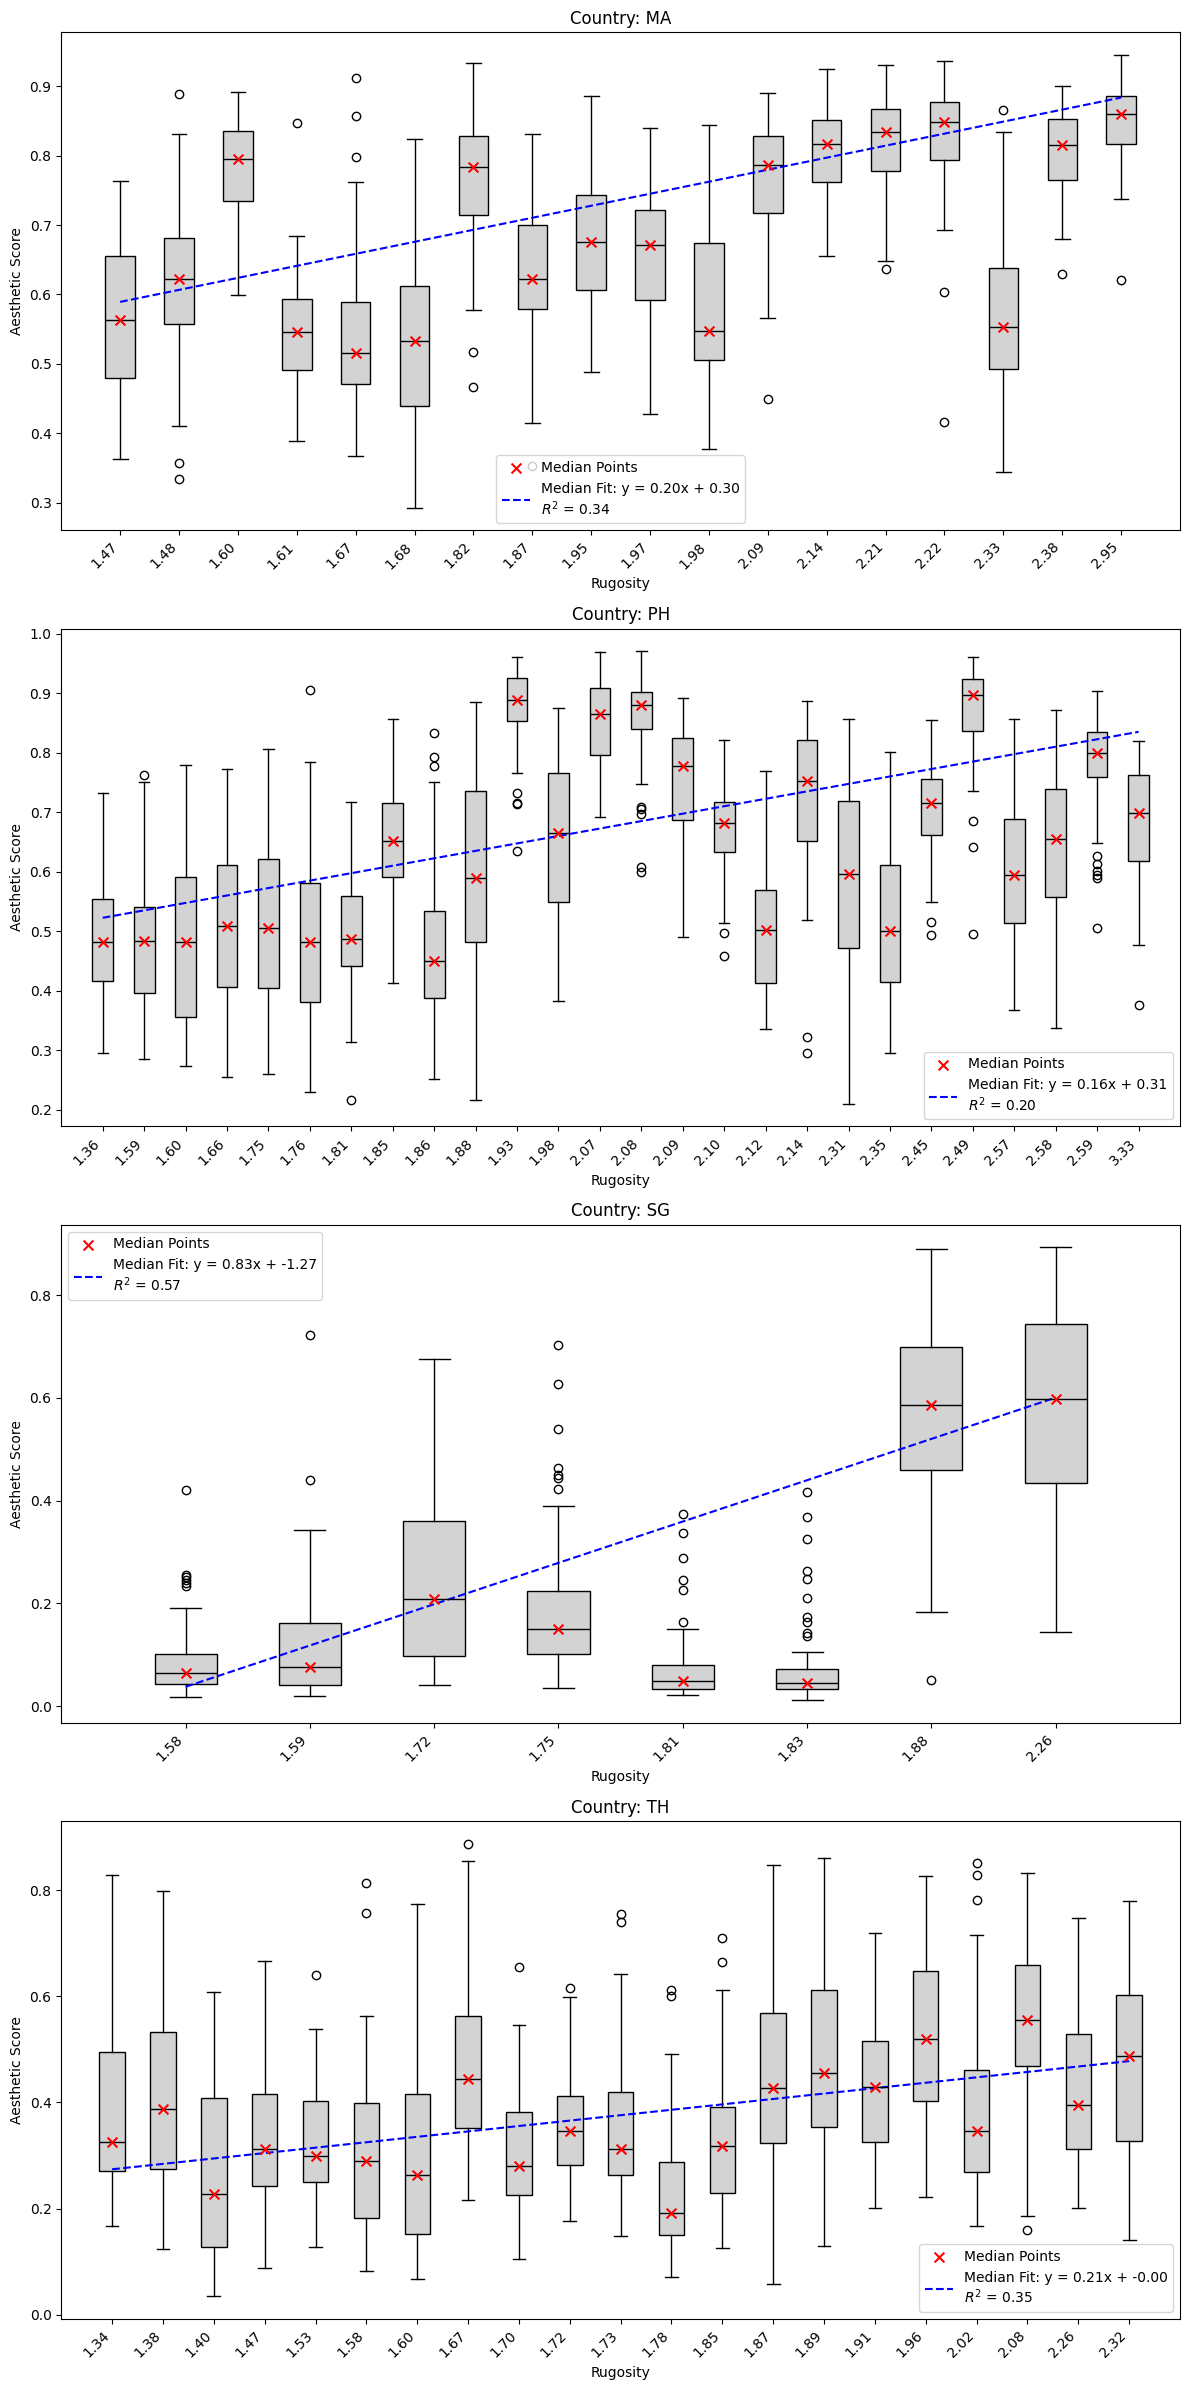 Country: MA
0.9
0.8
0.7
0.6
0.5
0.4
0.3
Aesthetic Score
Median Points
Median Fit: y = 0.20x + 0.30
R² = 0.34
1.47 1.48 1.60 1.61 1.67 1.68 1.82 1.87 1.95 1.97 1.98 2.09 2.14 2.21 2.22 2.33 2.38 2.95
Rugosity
Country: PH
1.0
0.9
0.8
0.7
0.6
0.5
0.4
0.3
0.2
Aesthetic Score
Median Points
Median Fit: y = 0.16x + 0.31
R² = 0.20
1.36 1.59 1.60 1.66 1.75 1.76 1.81 1.85 1.86 1.88 1.93 1.98 2.07 2.08 2.09 2.10 2.12 2.14 2.31 2.35 2.45 2.49 2.57 2.58 2.59 3.33
Rugosity
Country: SG
Median Points
Median Fit: y = 0.83x + -1.27
R² = 0.57
0.8
0.6
0.4
0.2
0.0
Aesthetic Score
1.58 1.59 1.72 1.75 1.81 1.83 1.88 2.26
Rugosity
Country: TH
0.8
0.6
0.4
0.2
0.0
Aesthetic Score
Median Points
Median Fit: y = 0.21x + -0.00
R² = 0.35
1.34 1.38 1.40 1.47 1.53 1.58 1.60 1.67 1.70 1.72 1.73 1.78 1.85 1.87 1.89 1.91 1.96 2.02 2.08 2.26 2.32
Rugosity